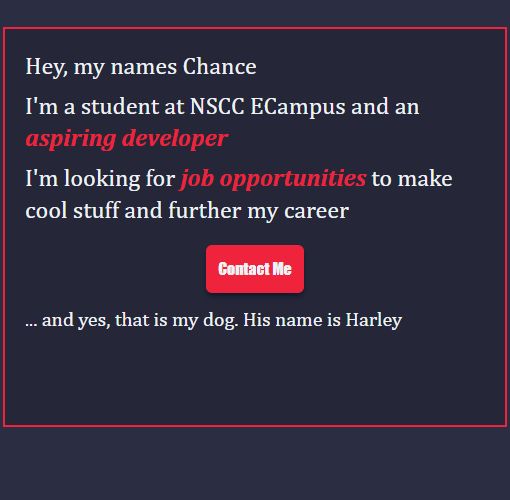 Hey, my names Chance
I'm a student at NSCC ECampus and an
aspiring developer
I'm looking for job opportunities to make
cool stuff and further my career
Contact Me
... and yes, that is my dog. His name is Harley